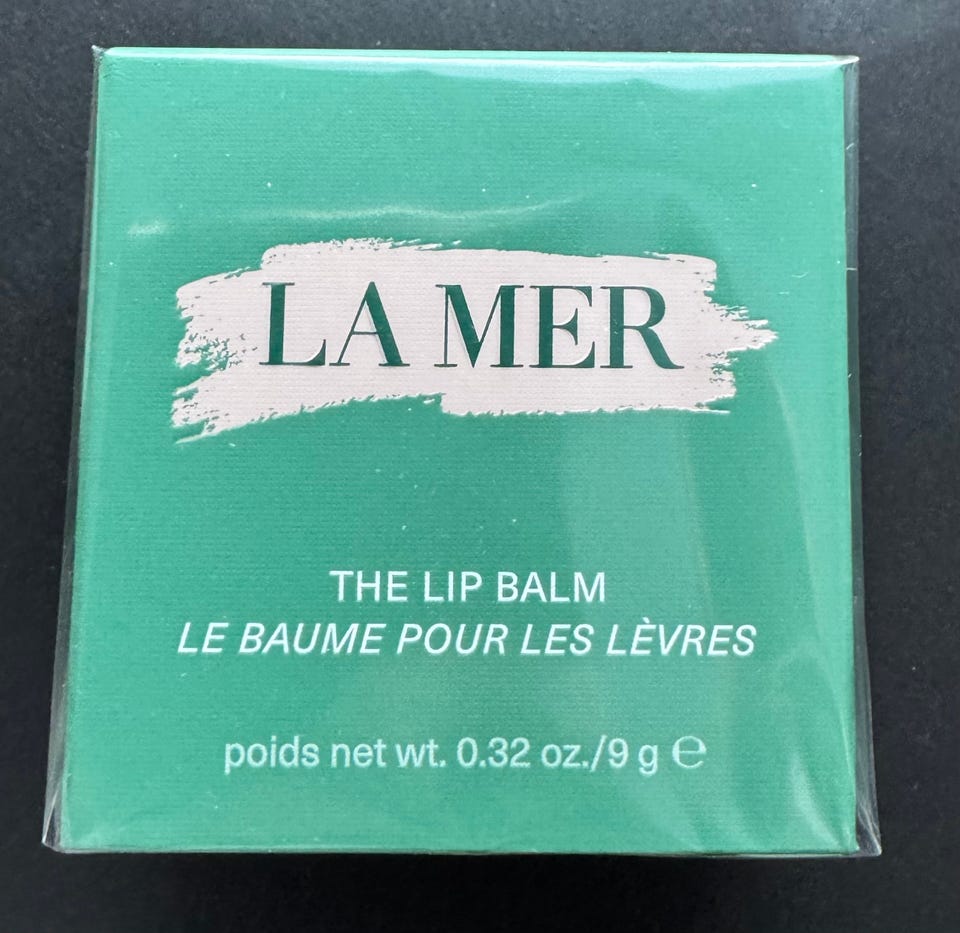 LA MER
THE LIP BALM
LE BAUME POUR LES LÈVRES
poids net wt. 0.32 oz./9 g ℮